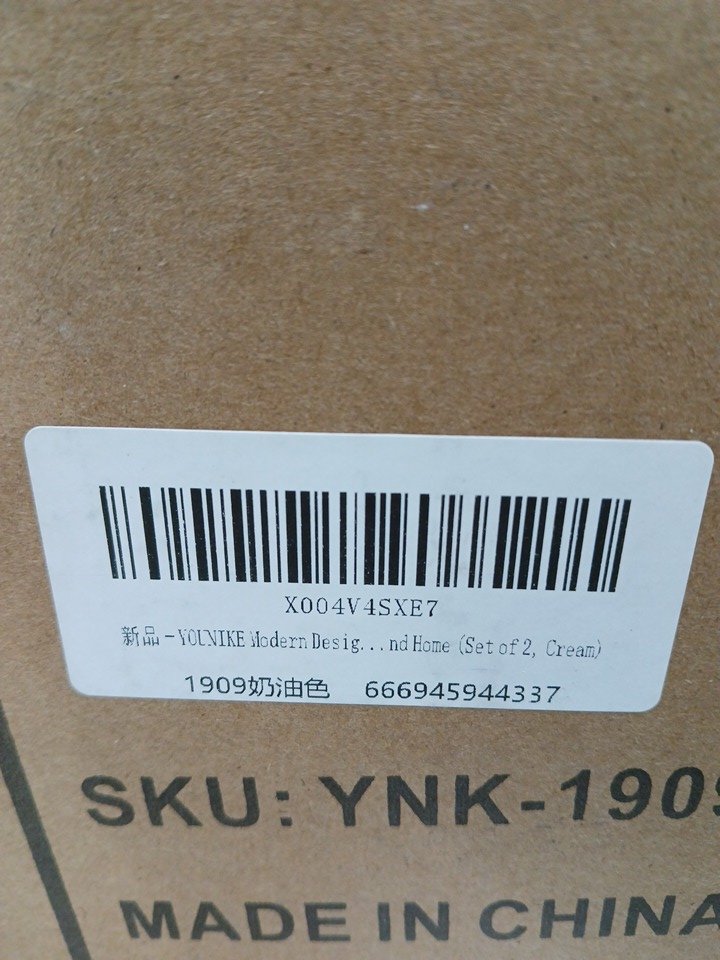 X004V4SXE7
新品-YOUNIKE Modern Desig...nd Home (Set of 2, Cream)
1909奶油色 666945944337
SKU: YNK-1909
MADE IN CHINA